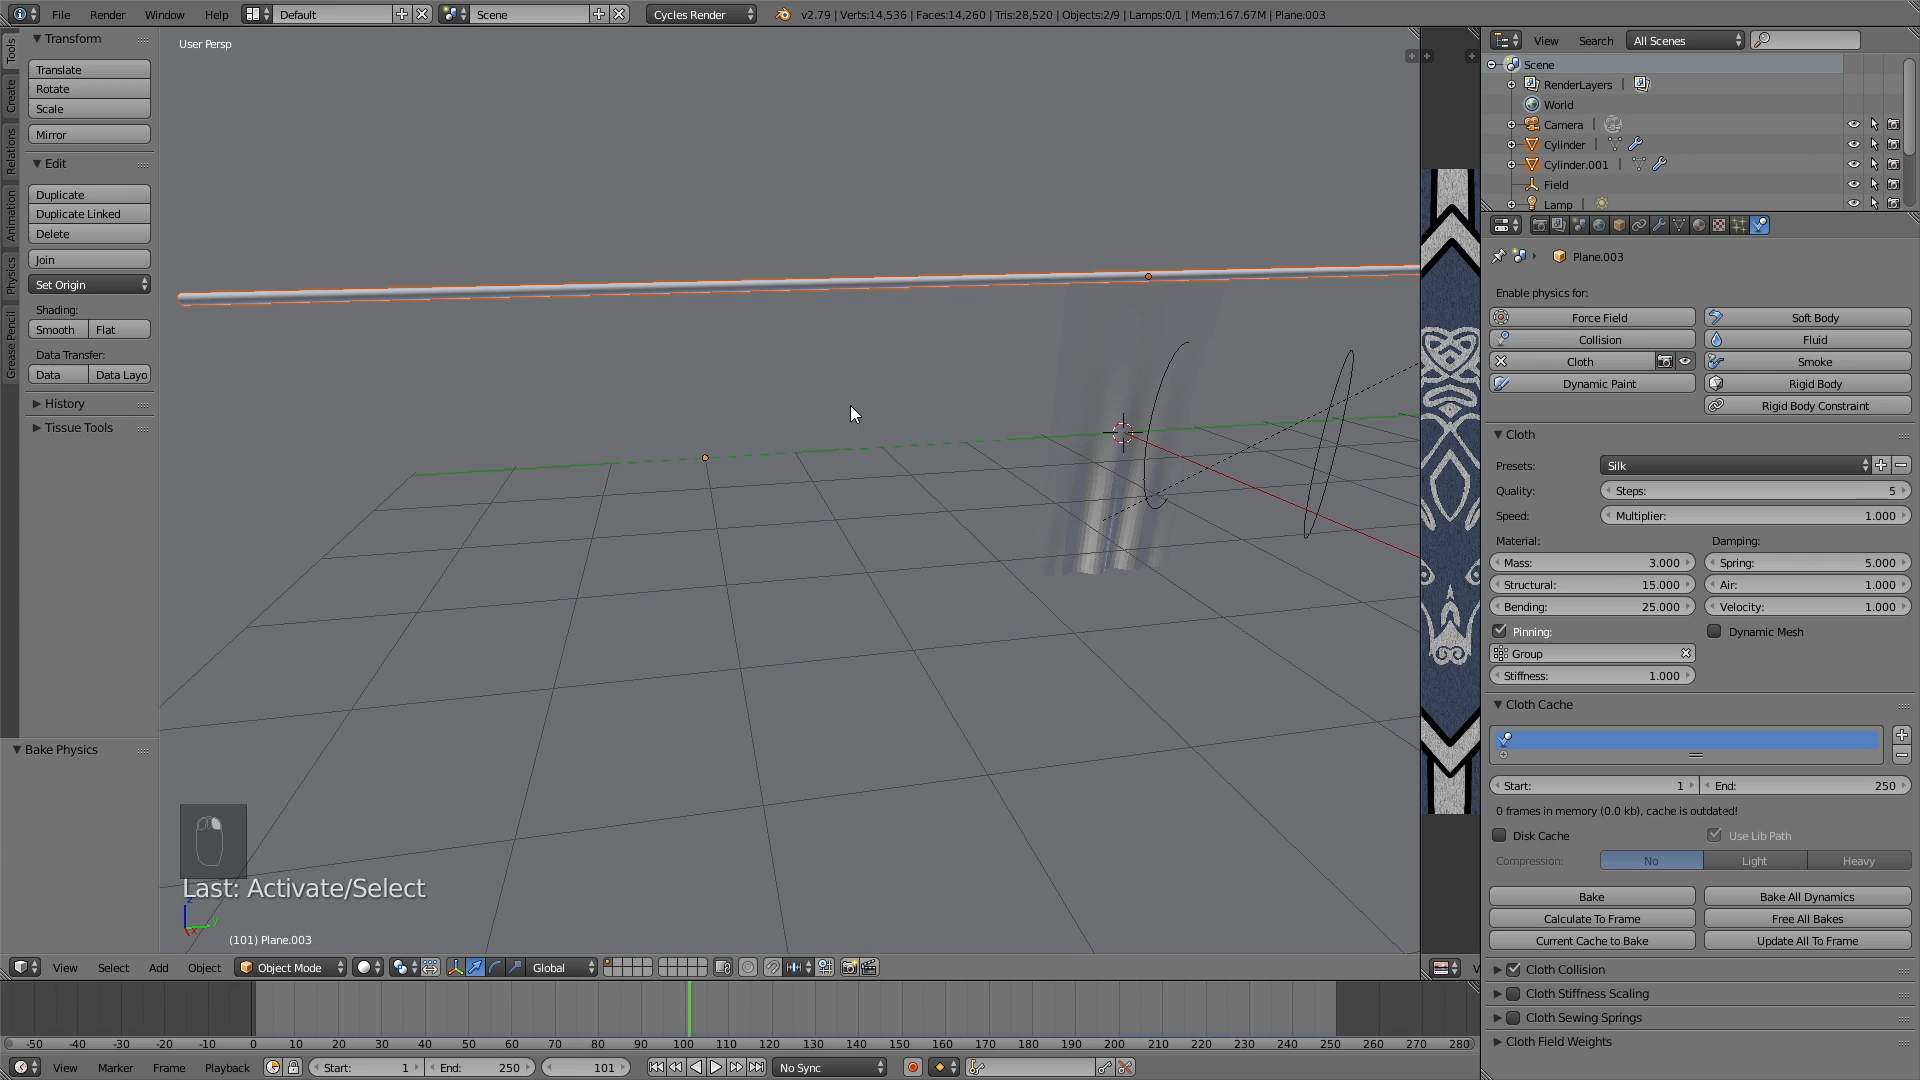 File Render Window Help Default Scene Cycles Render v2.79 | Verts:14,536 | Faces:14,260 | Tris:28,520 | Objects:2/9 | Lamps:0/1 | Mem:167.67M | Plane.003
Tools
Create
Relations
Animation
Physics
Grease Pencil
Transform
Translate
Rotate
Scale
Mirror
Edit
Duplicate
Duplicate Linked
Delete
Join
Set Origin
Shading:
Smooth Flat
Data Transfer:
Data Data Layo
History
Tissue Tools
Bake Physics
User Persp
Last: Activate/Select
z
y
x
(101) Plane.003
View Select Add Object Object Mode Global
V
-50 -40 -30 -20 -10 0 10 20 30 40 50 60 70 80 90 100 110 120 130 140 150 160 170 180 190 200 210 220 230 240 250 260 270 280
View Marker Frame Playback Start: 1 End: 250 101 No Sync
View Search All Scenes
Scene
RenderLayers |
World
Camera |
Cylinder |
Cylinder.001 |
Field
Lamp |
Plane.003
Enable physics for:
Force Field Soft Body
Collision Fluid
Cloth Smoke
Dynamic Paint Rigid Body
Rigid Body Constraint
Cloth
Presets: Silk
Quality: Steps: 5
Speed: Multiplier: 1.000
Material: Damping:
Mass: 3.000 Spring: 5.000
Structural: 15.000 Air: 1.000
Bending: 25.000 Velocity: 1.000
Pinning: Dynamic Mesh
Group
Stiffness: 1.000
Cloth Cache
Start: 1 End: 250
0 frames in memory (0.0 kb), cache is outdated!
Disk Cache Use Lib Path
Compression: No Light Heavy
Bake Bake All Dynamics
Calculate To Frame Free All Bakes
Current Cache to Bake Update All To Frame
Cloth Collision
Cloth Stiffness Scaling
Cloth Sewing Springs
Cloth Field Weights